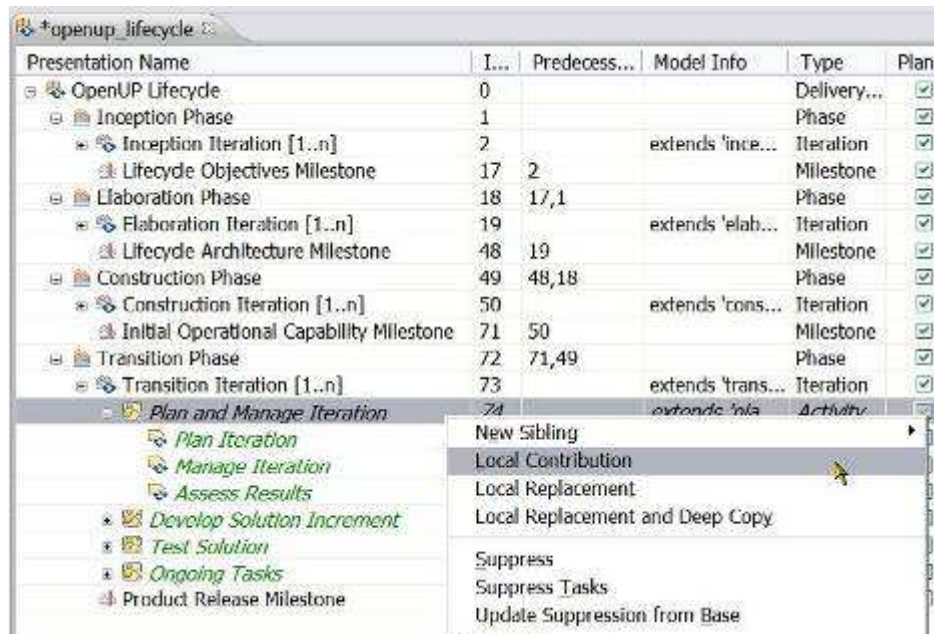 *openup_lifecycle
Presentation Name I... Predecess... Model Info Type Plan
OpenUP Lifecycle 0 Delivery...
Inception Phase 1 Phase
Inception Iteration [1..n] 2 extends 'ince... Iteration
Lifecycle Objectives Milestone 17 2 Milestone
Elaboration Phase 18 17,1 Phase
Elaboration Iteration [1..n] 19 extends 'elab... Iteration
Lifecycle Architecture Milestone 48 19 Milestone
Construction Phase 49 48,18 Phase
Construction Iteration [1..n] 50 extends 'cons... Iteration
Initial Operational Capability Milestone 71 50 Milestone
Transition Phase 72 71,49 Phase
Transition Iteration [1..n] 73 extends 'trans... Iteration
Plan and Manage Iteration 74 extends 'pla... Activity
Plan Iteration
Manage Iteration
Assess Results
Develop Solution Increment
Test Solution
Ongoing Tasks
Product Release Milestone
New Sibling
Local Contribution
Local Replacement
Local Replacement and Deep Copy
Suppress
Suppress Tasks
Update Suppression from Base